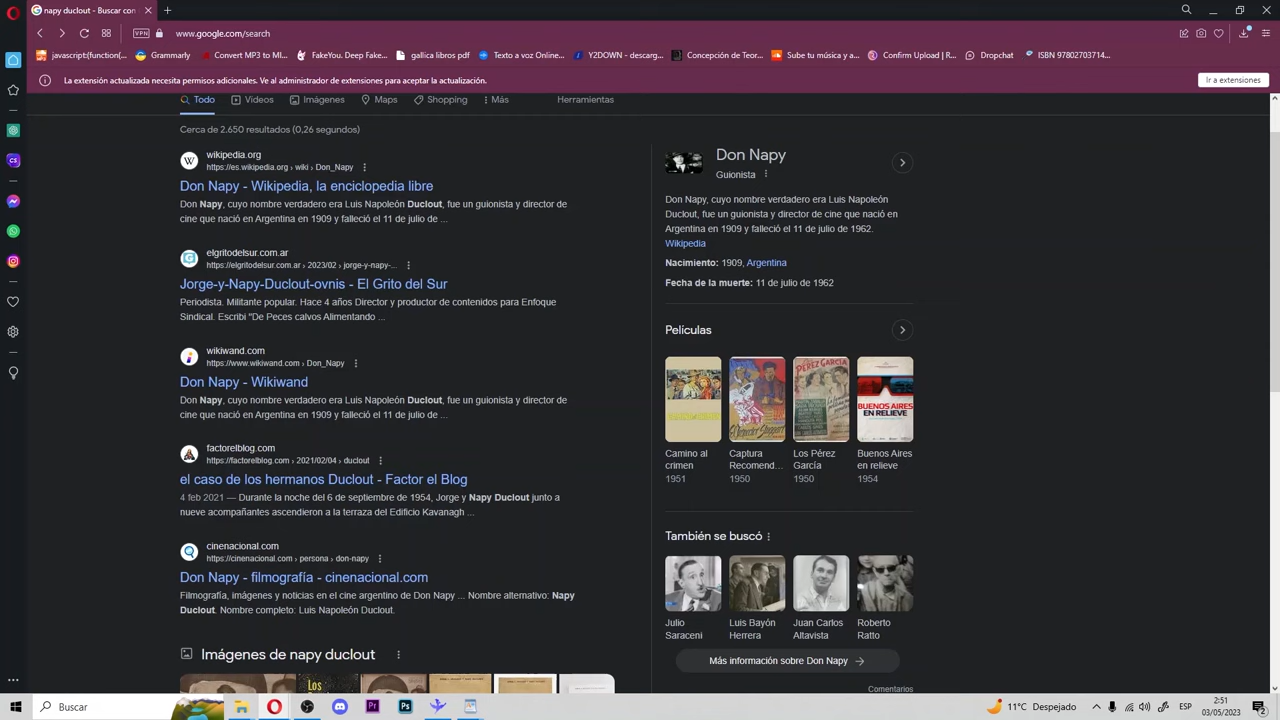 napy duclout - Buscar con
VPN
www.google.com/search
javascript:(function(...
Grammarly
Convert MP3 to MI...
FakeYou. Deep Fake...
gallica libros pdf
Texto a voz Online...
Y2DOWN - descarg...
Concepción de Teor...
Sube tu música y a...
Confirm Upload | R...
Dropchat
ISBN 97802703714...
La extensión actualizada necesita permisos adicionales. Ve al administrador de extensiones para aceptar la actualización.
Ir a extensiones
Todo
Vídeos
Imágenes
Maps
Shopping
Más
Herramientas
Cerca de 2.650 resultados (0,26 segundos)
wikipedia.org
https://es.wikipedia.org › wiki › Don_Napy
Don Napy - Wikipedia, la enciclopedia libre
Don Napy, cuyo nombre verdadero era Luis Napoleón Duclout, fue un guionista y director de
cine que nació en Argentina en 1909 y falleció el 11 de julio de ...
elgritodelsur.com.ar
https://elgritodelsur.com.ar › 2023/02 › jorge-y-napy-...
Jorge-y-Napy-Duclout-ovnis - El Grito del Sur
Periodista. Militante popular. Hace 4 años Director y productor de contenidos para Enfoque
Sindical. Escribi "De Peces calvos Alimentando ...
wikiwand.com
https://www.wikiwand.com › Don_Napy
Don Napy - Wikiwand
Don Napy, cuyo nombre verdadero era Luis Napoleón Duclout, fue un guionista y director de
cine que nació en Argentina en 1909 y falleció el 11 de julio de ...
factorelblog.com
https://factorelblog.com › 2021/02/04 › duclout
el caso de los hermanos Duclout - Factor el Blog
4 feb 2021 — Durante la noche del 6 de septiembre de 1954, Jorge y Napy Duclout junto a
nueve acompañantes ascendieron a la terraza del Edificio Kavanagh ...
cinenacional.com
https://cinenacional.com › persona › don-napy
Don Napy - filmografía - cinenacional.com
Filmografía, imágenes y noticias en el cine argentino de Don Napy ... Nombre alternativo: Napy
Duclout. Nombre completo: Luis Napoleón Duclout.
Imágenes de napy duclout
Los
Don Napy
Guionista
Don Napy, cuyo nombre verdadero era Luis Napoleón
Duclout, fue un guionista y director de cine que nació en
Argentina en 1909 y falleció el 11 de julio de 1962.
Wikipedia
Nacimiento: 1909, Argentina
Fecha de la muerte: 11 de julio de 1962
Películas
PÉREZ GARCÍA
BUENOS AIRES
EN RELIEVE
Camino al
crimen
1951
Captura
Recomend...
1950
Los Pérez
García
1950
Buenos Aires
en relieve
1954
También se buscó
Julio
Saraceni
Luis Bayón
Herrera
Juan Carlos
Altavista
Roberto
Ratto
Más información sobre Don Napy
Comentarios
Buscar
11°C Despejado
ESP
2:51
03/05/2023